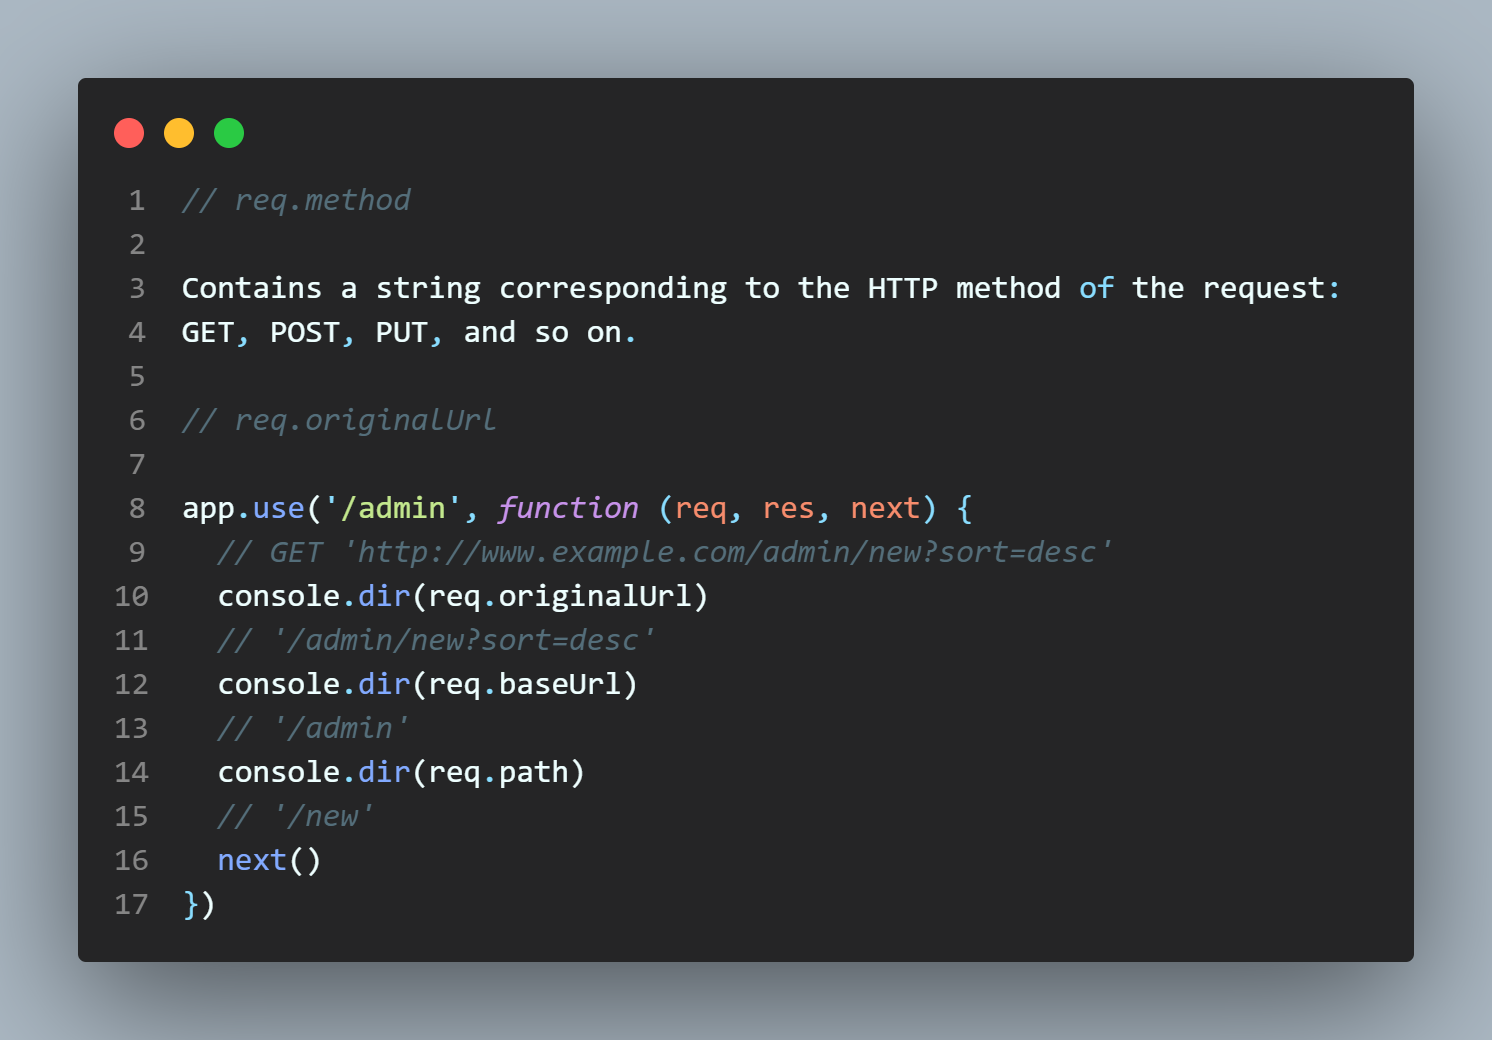 1 // req.method
2
3 Contains a string corresponding to the HTTP method of the request:
4 GET, POST, PUT, and so on.
5
6 // req.originalUrl
7
8 app.use('/admin', function (req, res, next) {
9   // GET 'http://www.example.com/admin/new?sort=desc'
10   console.dir(req.originalUrl)
11   // '/admin/new?sort=desc'
12   console.dir(req.baseUrl)
13   // '/admin'
14   console.dir(req.path)
15   // '/new'
16   next()
17 })